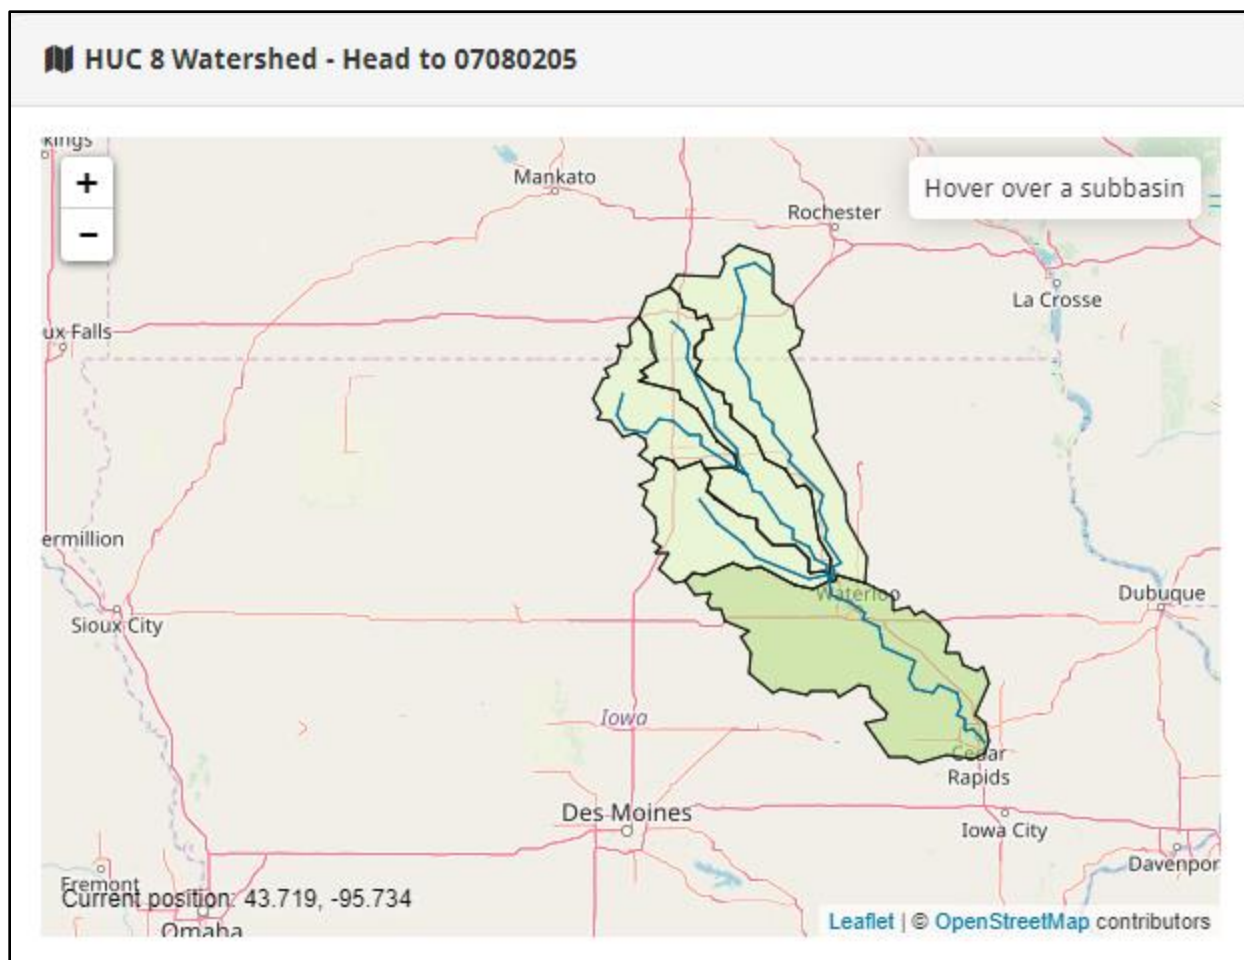 HUC 8 Watershed - Head to 07080205
kings
+
Mankato
Hover over a subbasin
Rochester
−
La Crosse
ux Falls
ermillion
Waterloo
Dubuque
Sioux City
Iowa
Cedar
Rapids
Des Moines
Iowa City
Davenpor
Fremont
Current position: 43.719, -95.734
Omaha
Leaflet | © OpenStreetMap contributors